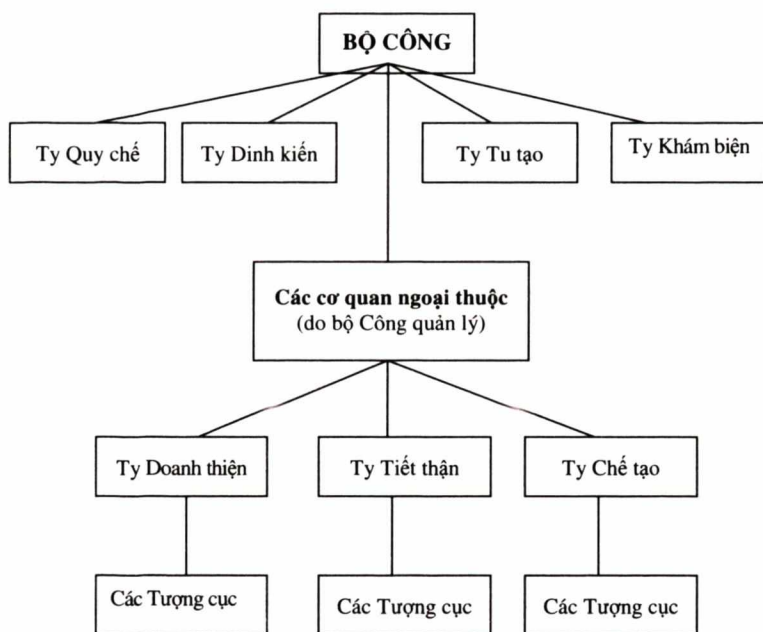 BỘ CÔNG
Ty Quy chế
Ty Dinh kiến
Ty Tu tạo
Ty Khám biện
Các cơ quan ngoại thuộc
(do bộ Công quản lý)
Ty Doanh thiện
Ty Tiết thận
Ty Chế tạo
Các Tượng cục
Các Tượng cục
Các Tượng cục